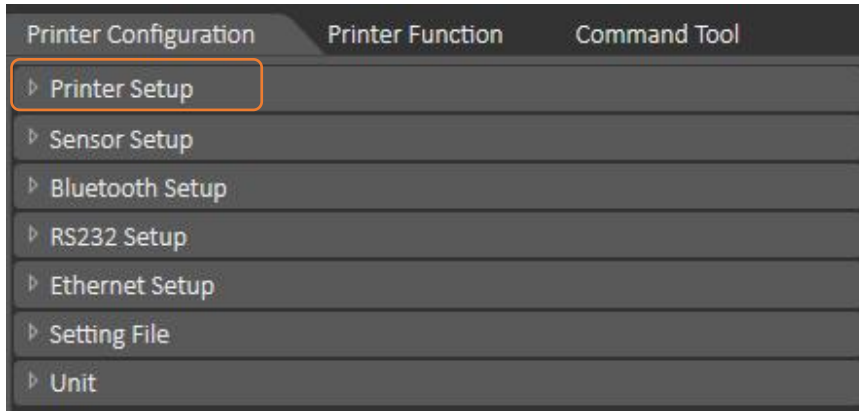 Printer Configuration Printer Function Command Tool
Printer Setup
Sensor Setup
Bluetooth Setup
RS232 Setup
Ethernet Setup
Setting File
Unit